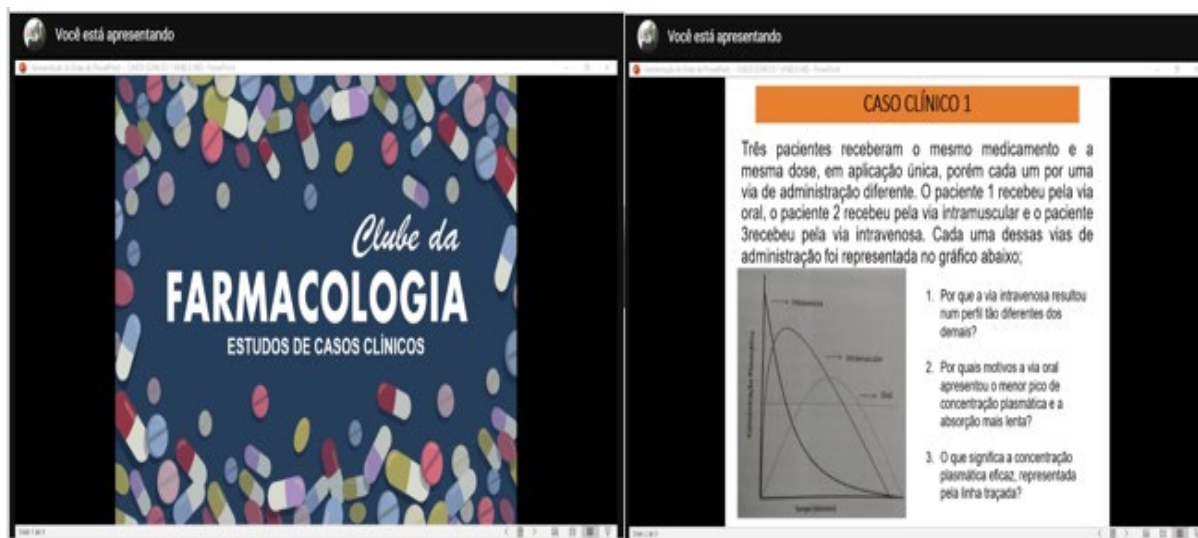 Você está apresentando
Clube da
FARMACOLOGIA
ESTUDOS DE CASOS CLÍNICOS
Você está apresentando
CASO CLÍNICO 1
Três pacientes receberam o mesmo medicamento e a
mesma dose, em aplicação única, porém cada um por uma
via de administração diferente. O paciente 1 recebeu pela via
oral, o paciente 2 recebeu pela via intramuscular e o paciente
3recebeu pela via intravenosa. Cada uma dessas vias de
administração foi representada no gráfico abaixo;
Concentração Plasmática
Intravenosa
Intramuscular
Oral
1. Por que a via intravenosa resultou
num perfil tão diferentes dos
demais?
2. Por quais motivos a via oral
apresentou o menor pico de
concentração plasmática e a
absorção mais lenta?
3. O que significa a concentração
plasmática eficaz, representada
pela linha traçada?